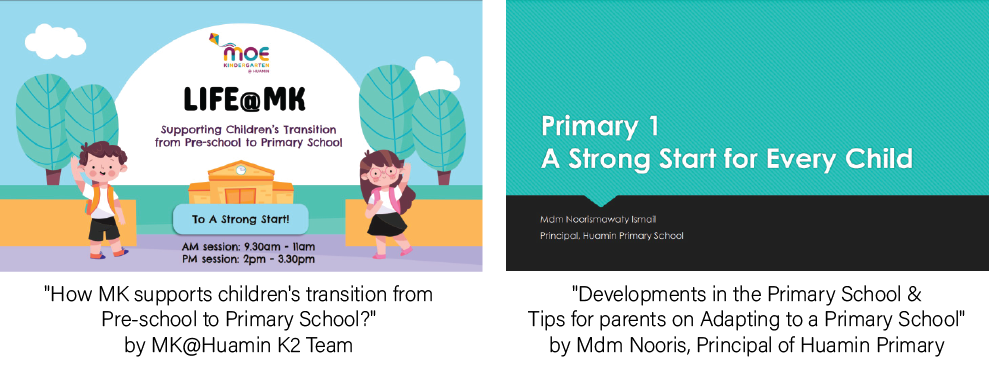 moe
KINDERGARTEN
@ HUAMIN
LIFE@MK
Supporting Children's Transition
from Pre-school to Primary School
To A Strong Start!
AM session: 9.30am - 11am
PM session: 2pm - 3.30pm
"How MK supports children's transition from
Pre-school to Primary School?"
by MK@Huamin K2 Team
Primary 1
A Strong Start for Every Child
Mdm Noorismawaty Ismail
Principal, Huamin Primary School
"Developments in the Primary School &
Tips for parents on Adapting to a Primary School"
by Mdm Nooris, Principal of Huamin Primary